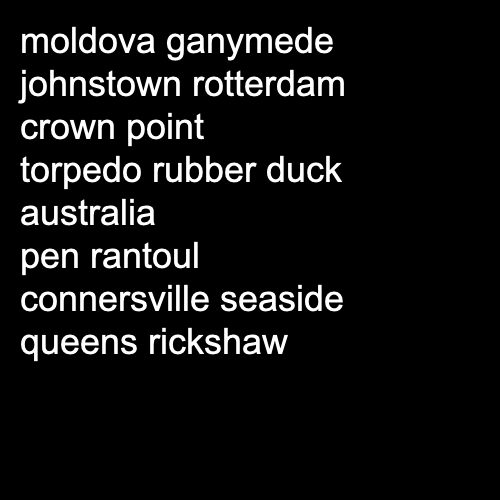 moldova ganymede
johnstown rotterdam
crown point
torpedo rubber duck
australia
pen rantoul
connersville seaside
queens rickshaw